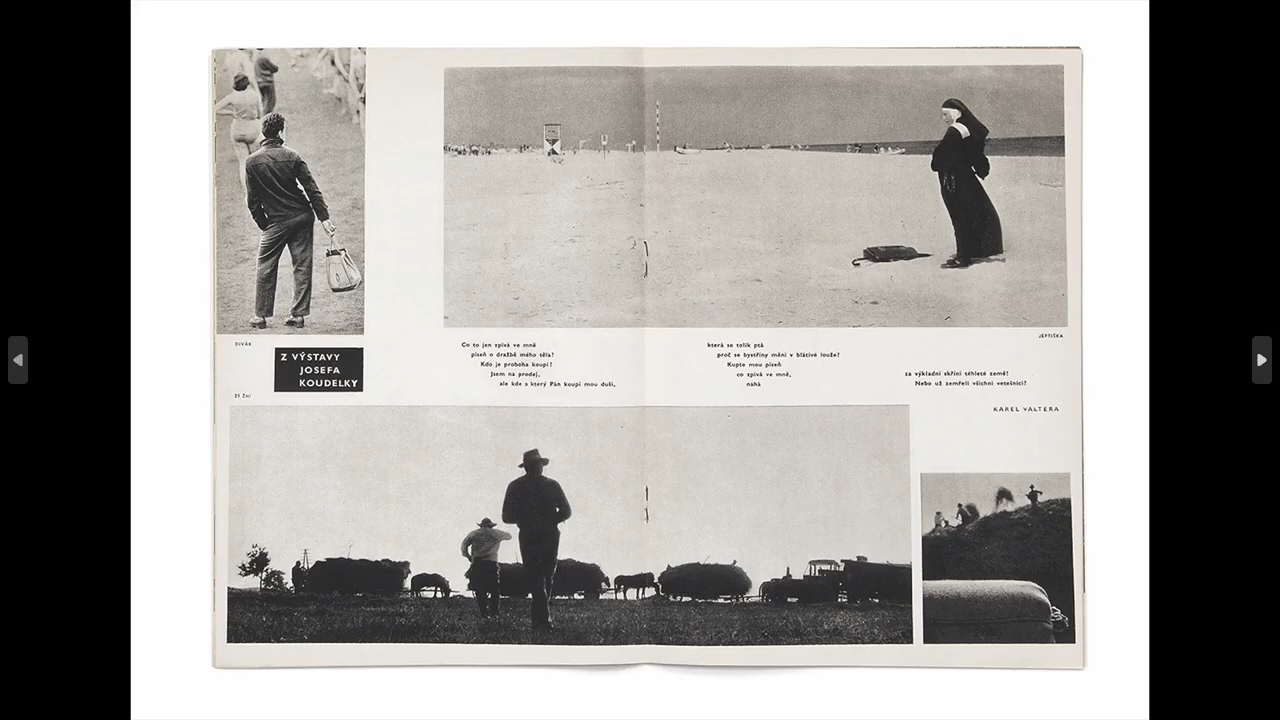 DIVÁK
Z VÝSTAVY
JOSEFA
KOUDELKY
ZE ŽNÍ
JEPTIŠKA
Co to jen zpívá ve mně
píseň o dražbě mého těla?
Kdo je proboha koupí?
Jsem na prodej,
ale kde a který Pán koupí mou duši,
která se tolik ptá
proč se bystřiny mění v blátivé louže?
Kupte mou píseň
co zpívá ve mně,
nahá
za výkladní skříní téhleté země!
Nebo už zemřeli všichni vetešníci?
KAREL VALTERA